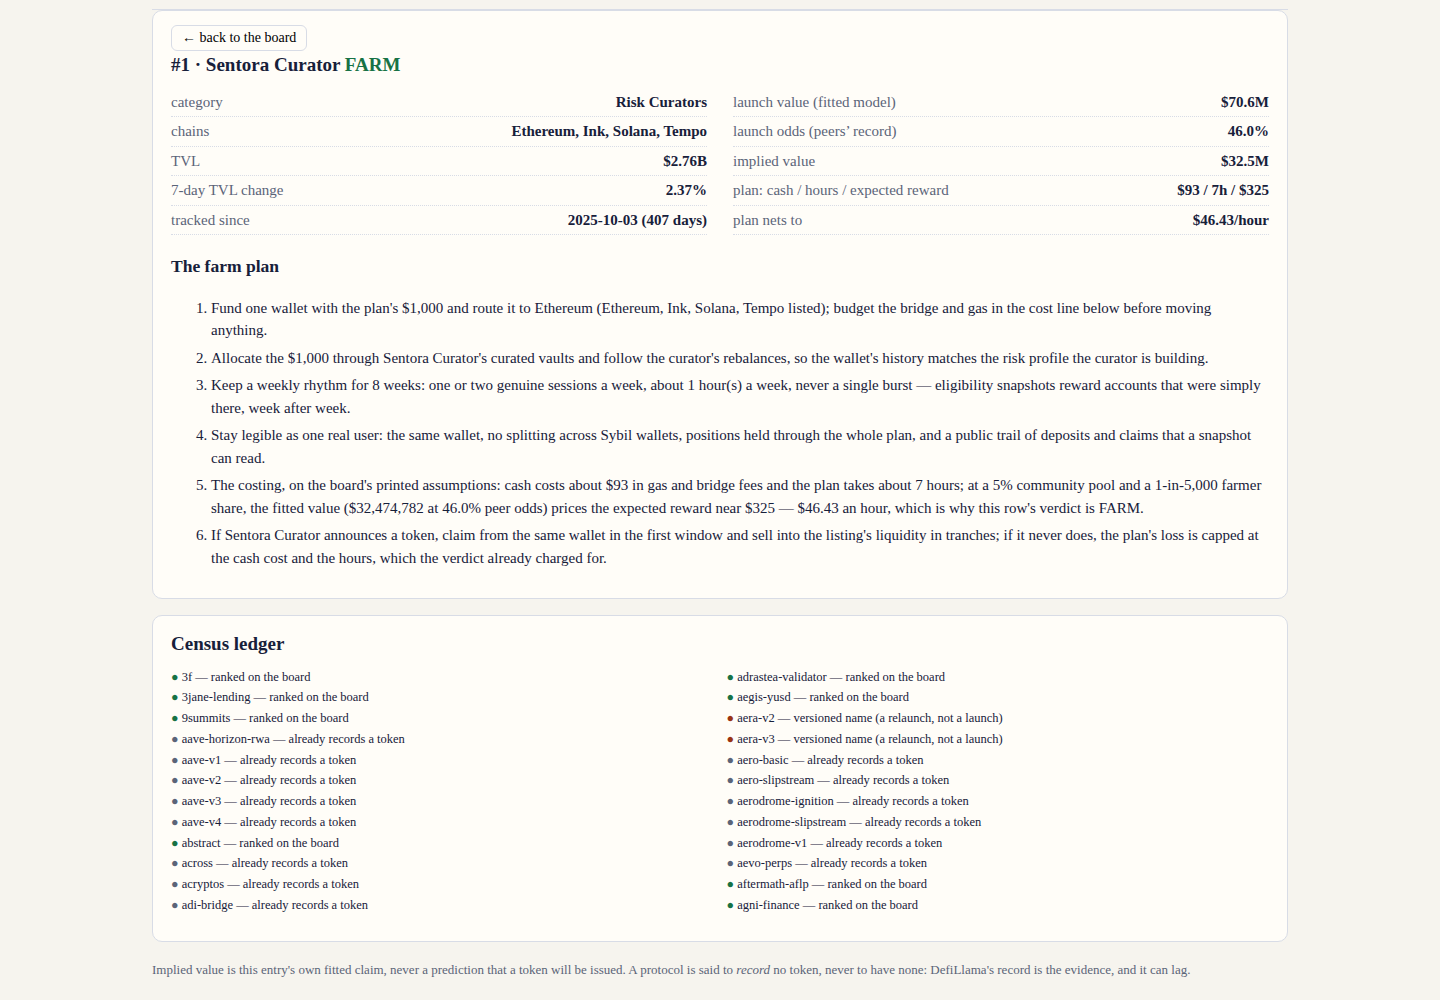 ← back to the board
#1 · Sentora Curator FARM
category Risk Curators
chains Ethereum, Ink, Solana, Tempo
TVL $2.76B
7-day TVL change 2.37%
tracked since 2025-10-03 (407 days)
launch value (fitted model) $70.6M
launch odds (peers’ record) 46.0%
implied value $32.5M
plan: cash / hours / expected reward $93 / 7h / $325
plan nets to $46.43/hour
The farm plan
1. Fund one wallet with the plan's $1,000 and route it to Ethereum (Ethereum, Ink, Solana, Tempo listed); budget the bridge and gas in the cost line below before moving
anything.
2. Allocate the $1,000 through Sentora Curator's curated vaults and follow the curator's rebalances, so the wallet's history matches the risk profile the curator is building.
3. Keep a weekly rhythm for 8 weeks: one or two genuine sessions a week, about 1 hour(s) a week, never a single burst — eligibility snapshots reward accounts that were simply
there, week after week.
4. Stay legible as one real user: the same wallet, no splitting across Sybil wallets, positions held through the whole plan, and a public trail of deposits and claims that a snapshot
can read.
5. The costing, on the board's printed assumptions: cash costs about $93 in gas and bridge fees and the plan takes about 7 hours; at a 5% community pool and a 1-in-5,000 farmer
share, the fitted value ($32,474,782 at 46.0% peer odds) prices the expected reward near $325 — $46.43 an hour, which is why this row's verdict is FARM.
6. If Sentora Curator announces a token, claim from the same wallet in the first window and sell into the listing's liquidity in tranches; if it never does, the plan's loss is capped at
the cash cost and the hours, which the verdict already charged for.
Census ledger
● 3f — ranked on the board
● 3jane-lending — ranked on the board
● 9summits — ranked on the board
● aave-horizon-rwa — already records a token
● aave-v1 — already records a token
● aave-v2 — already records a token
● aave-v3 — already records a token
● aave-v4 — already records a token
● abstract — ranked on the board
● across — already records a token
● acryptos — already records a token
● adi-bridge — already records a token
● adrastea-validator — ranked on the board
● aegis-yusd — ranked on the board
● aera-v2 — versioned name (a relaunch, not a launch)
● aera-v3 — versioned name (a relaunch, not a launch)
● aero-basic — already records a token
● aero-slipstream — already records a token
● aerodrome-ignition — already records a token
● aerodrome-slipstream — already records a token
● aerodrome-v1 — already records a token
● aevo-perps — already records a token
● aftermath-aflp — ranked on the board
● agni-finance — ranked on the board
Implied value is this entry's own fitted claim, never a prediction that a token will be issued. A protocol is said to record no token, never to have none: DefiLlama's record is the evidence, and it can lag.